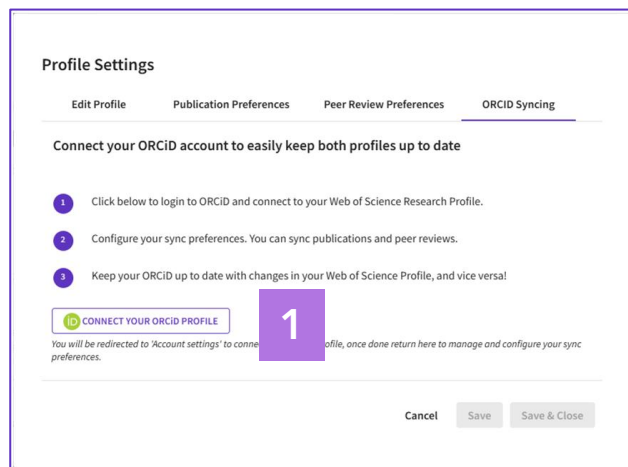 Profile Settings
Edit Profile Publication Preferences Peer Review Preferences ORCID Syncing
Connect your ORCiD account to easily keep both profiles up to date
1 Click below to login to ORCiD and connect to your Web of Science Research Profile.
2 Configure your sync preferences. You can sync publications and peer reviews.
3 Keep your ORCiD up to date with changes in your Web of Science Profile, and vice versa!
iD CONNECT YOUR ORCiD PROFILE
1
You will be redirected to 'Account settings' to once done return here to manage and configure your sync
preferences.
Cancel Save Save & Close